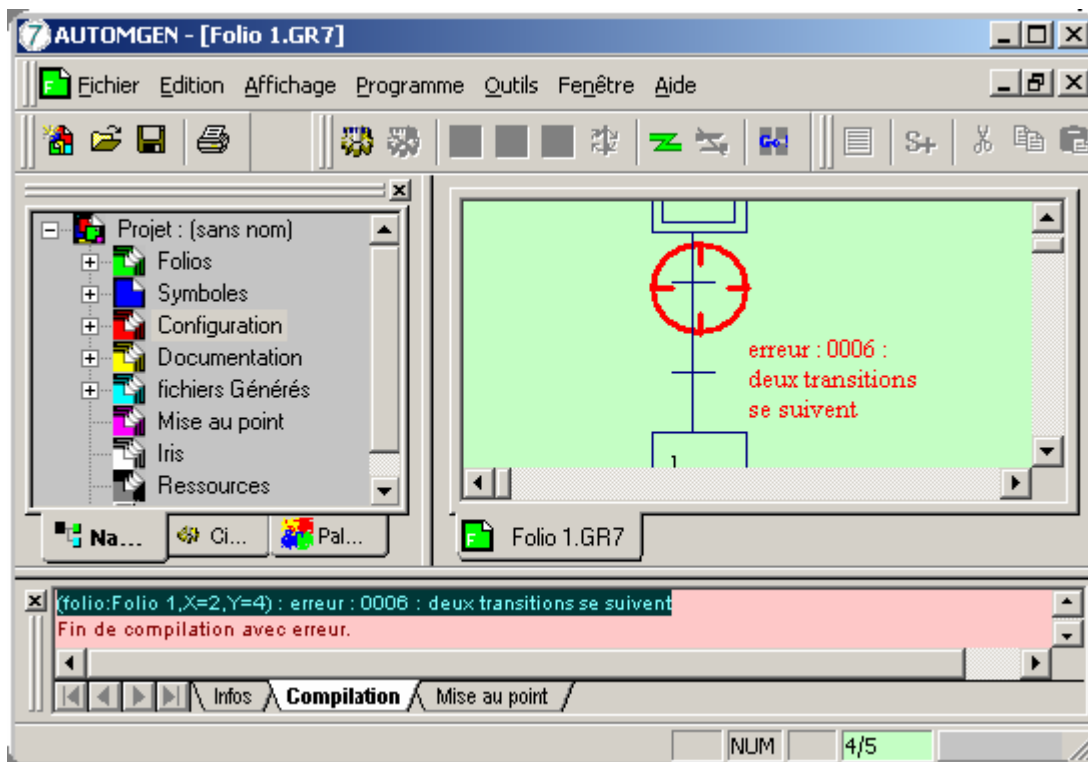 AUTOMGEN - [Folio 1.GR7]
Fichier Edition Affichage Programme Outils Fenêtre Aide
Go!
S+
Projet : (sans nom)
Folios
Symboles
Configuration
Documentation
fichiers Générés
Mise au point
Iris
Ressources
Na... Ci... Pal...
erreur : 0006 :
deux transitions
se suivent
1
F Folio 1.GR7
(folio:Folio 1,X=2,Y=4) : erreur : 0006 : deux transitions se suivent
Fin de compilation avec erreur.
Infos Compilation Mise au point
NUM 4/5